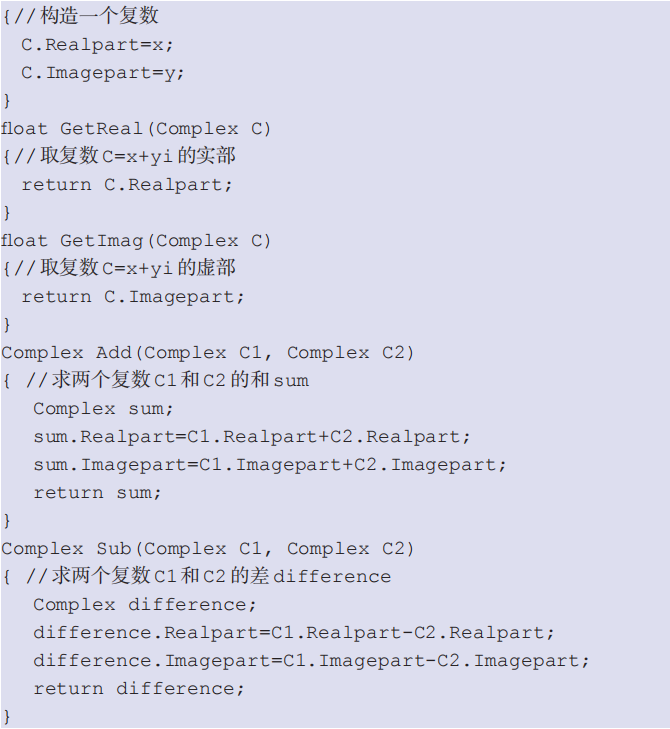 {//构造一个复数
  C.Realpart=x;
  C.Imagepart=y;
}
float GetReal(Complex C)
{//取复数C=x+yi的实部
  return C.Realpart;
}
float GetImag(Complex C)
{//取复数C=x+yi的虚部
  return C.Imagepart;
}
Complex Add(Complex C1, Complex C2)
{ //求两个复数C1和C2的和sum
   Complex sum;
   sum.Realpart=C1.Realpart+C2.Realpart;
   sum.Imagepart=C1.Imagepart+C2.Imagepart;
   return sum;
}
Complex Sub(Complex C1, Complex C2)
{ //求两个复数C1和C2的差difference
   Complex difference;
   difference.Realpart=C1.Realpart-C2.Realpart;
   difference.Imagepart=C1.Imagepart-C2.Imagepart;
   return difference;
}